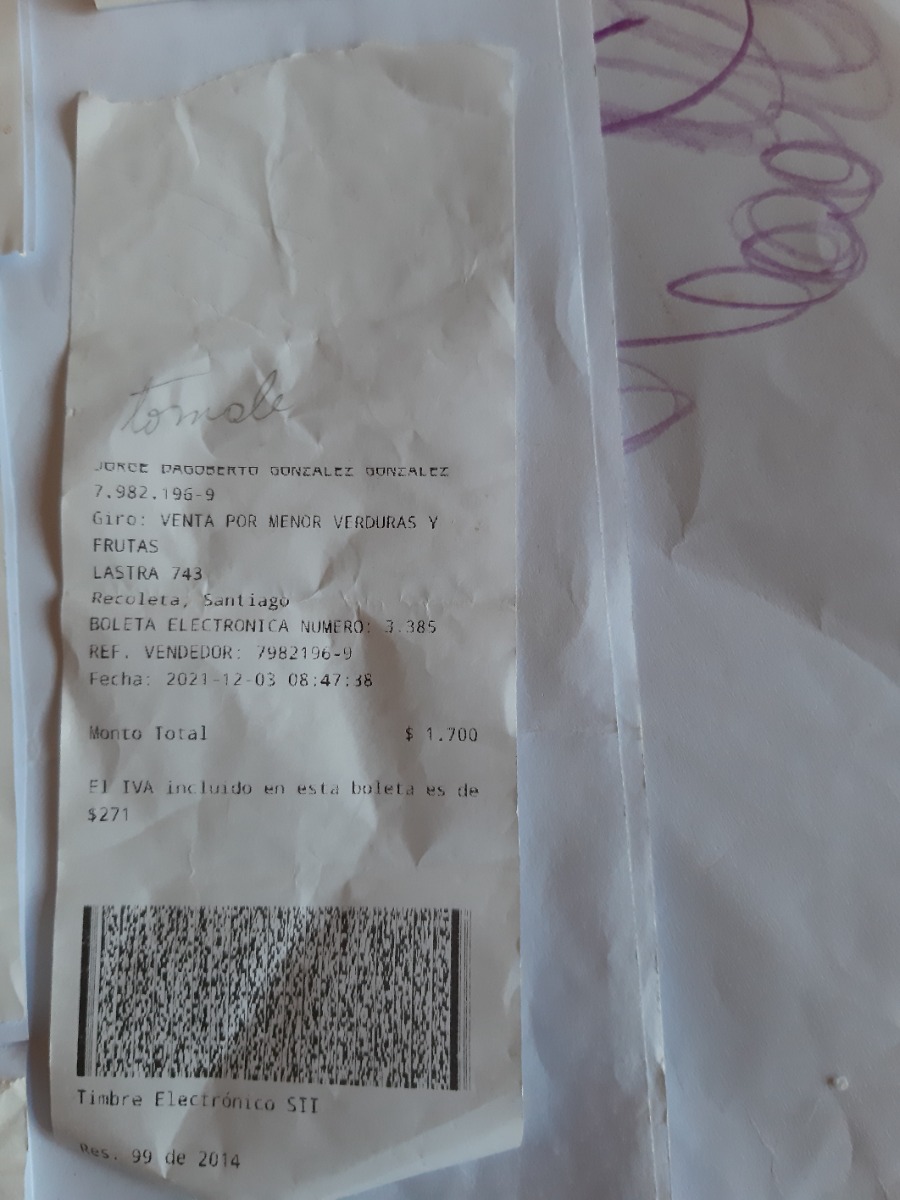 tomate
JORGE DAGOBERTO GONZALEZ GONZALEZ
7.982.196-9
Giro: VENTA POR MENOR VERDURAS Y
FRUTAS
LASTRA 743
Recoleta, Santiago
BOLETA ELECTRONICA NUMERO: 3.385
REF. VENDEDOR: 7982196-9
Fecha: 2021-12-03 08:47:38
Monto Total $ 1.700
El IVA incluido en esta boleta es de
$271
Timbre Electrónico SII
Res. 99 de 2014